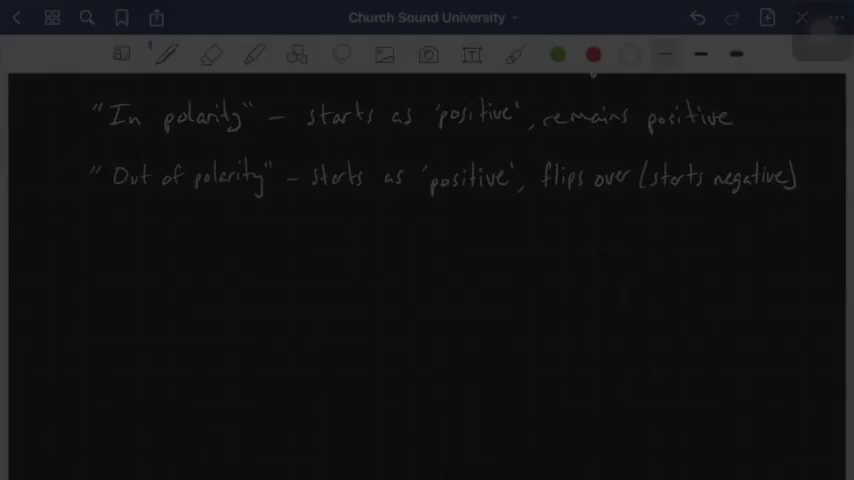 Church Sound University
"In polarity" - starts as 'positive', remains positive
"Out of polarity" - starts as 'positive', flips over (starts negative)